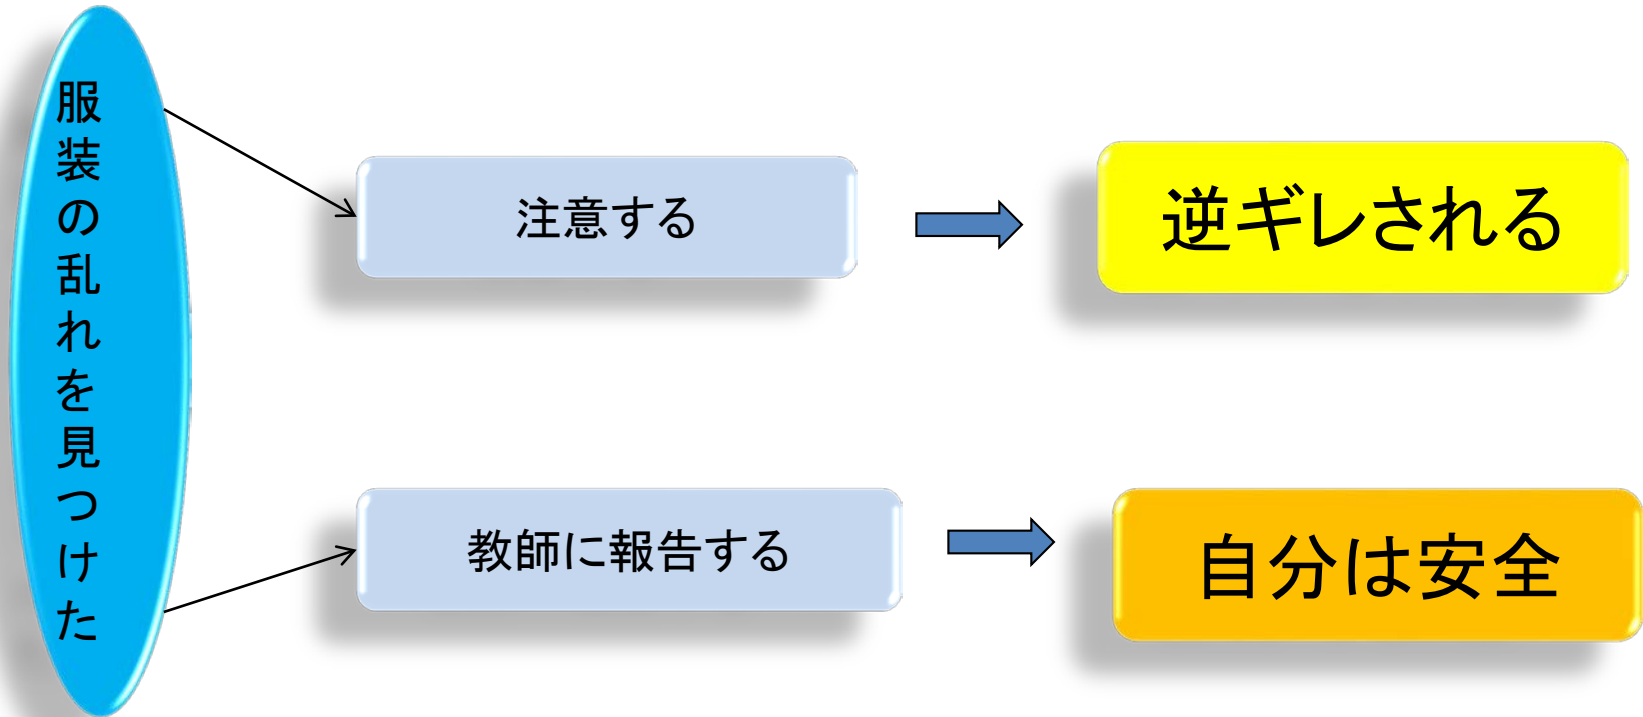 服装の乱れを見つけた
注意する
逆ギレされる
教師に報告する
自分は安全